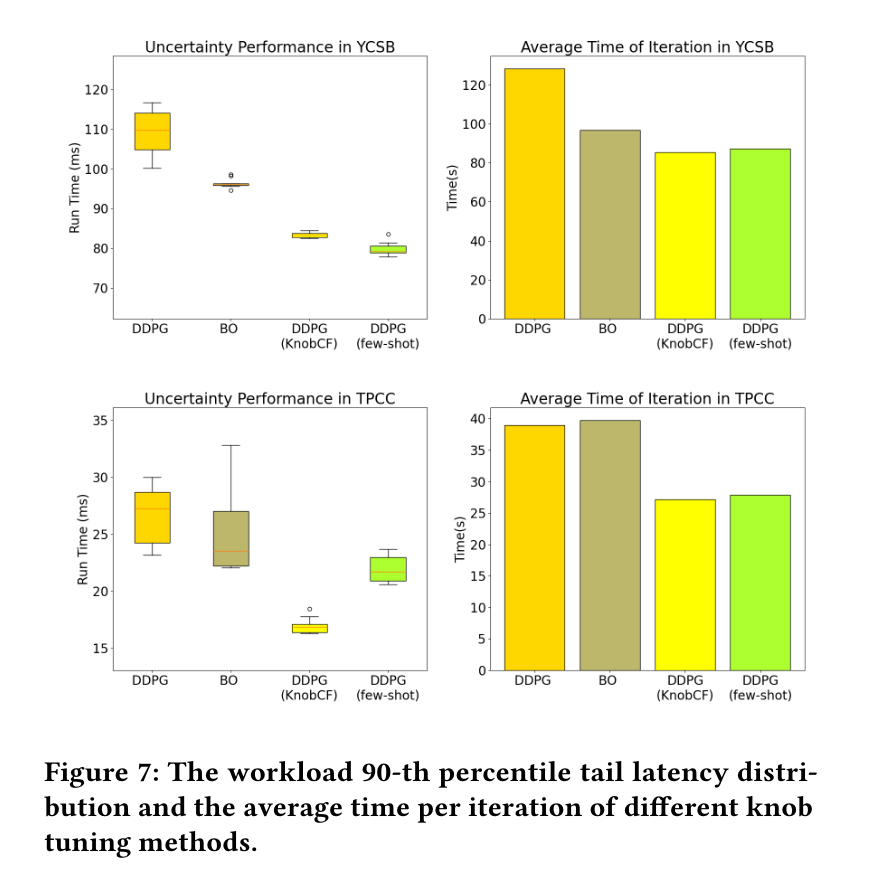 Uncertainty Performance in YCSB
Run Time (ms)
120
110
100
90
80
70
DDPG
BO
DDPG
(KnobCF)
DDPG
(few-shot)
Average Time of Iteration in YCSB
Time(s)
120
100
80
60
40
20
0
DDPG
BO
DDPG
(KnobCF)
DDPG
(few-shot)
Uncertainty Performance in TPCC
Run Time (ms)
35
30
25
20
15
DDPG
BO
DDPG
(KnobCF)
DDPG
(few-shot)
Average Time of Iteration in TPCC
Time(s)
40
35
30
25
20
15
10
5
0
DDPG
BO
DDPG
(KnobCF)
DDPG
(few-shot)
Figure 7: The workload 90-th percentile tail latency distri-
bution and the average time per iteration of different knob
tuning methods.